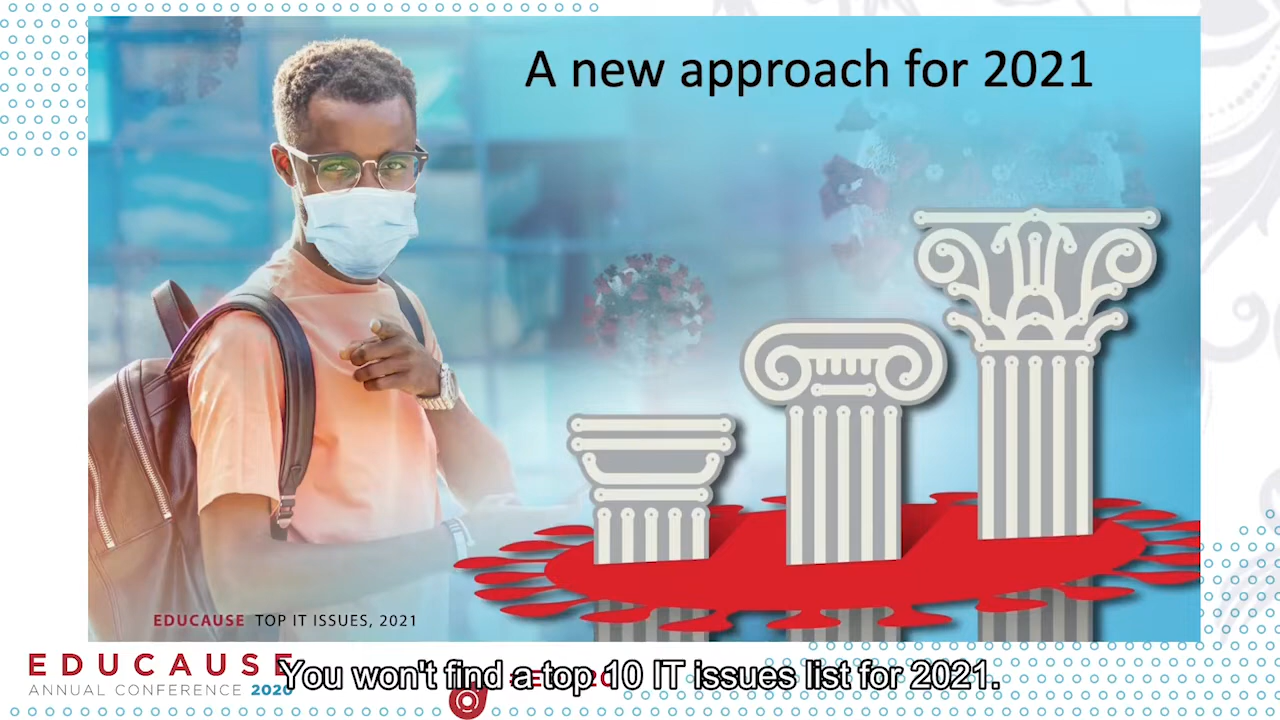 A new approach for 2021
EDUCAUSE TOP IT ISSUES, 2021
EDUCAUSE
ANNUAL CONFERENCE 2020
You won't find a top 10 IT issues list for 2021.